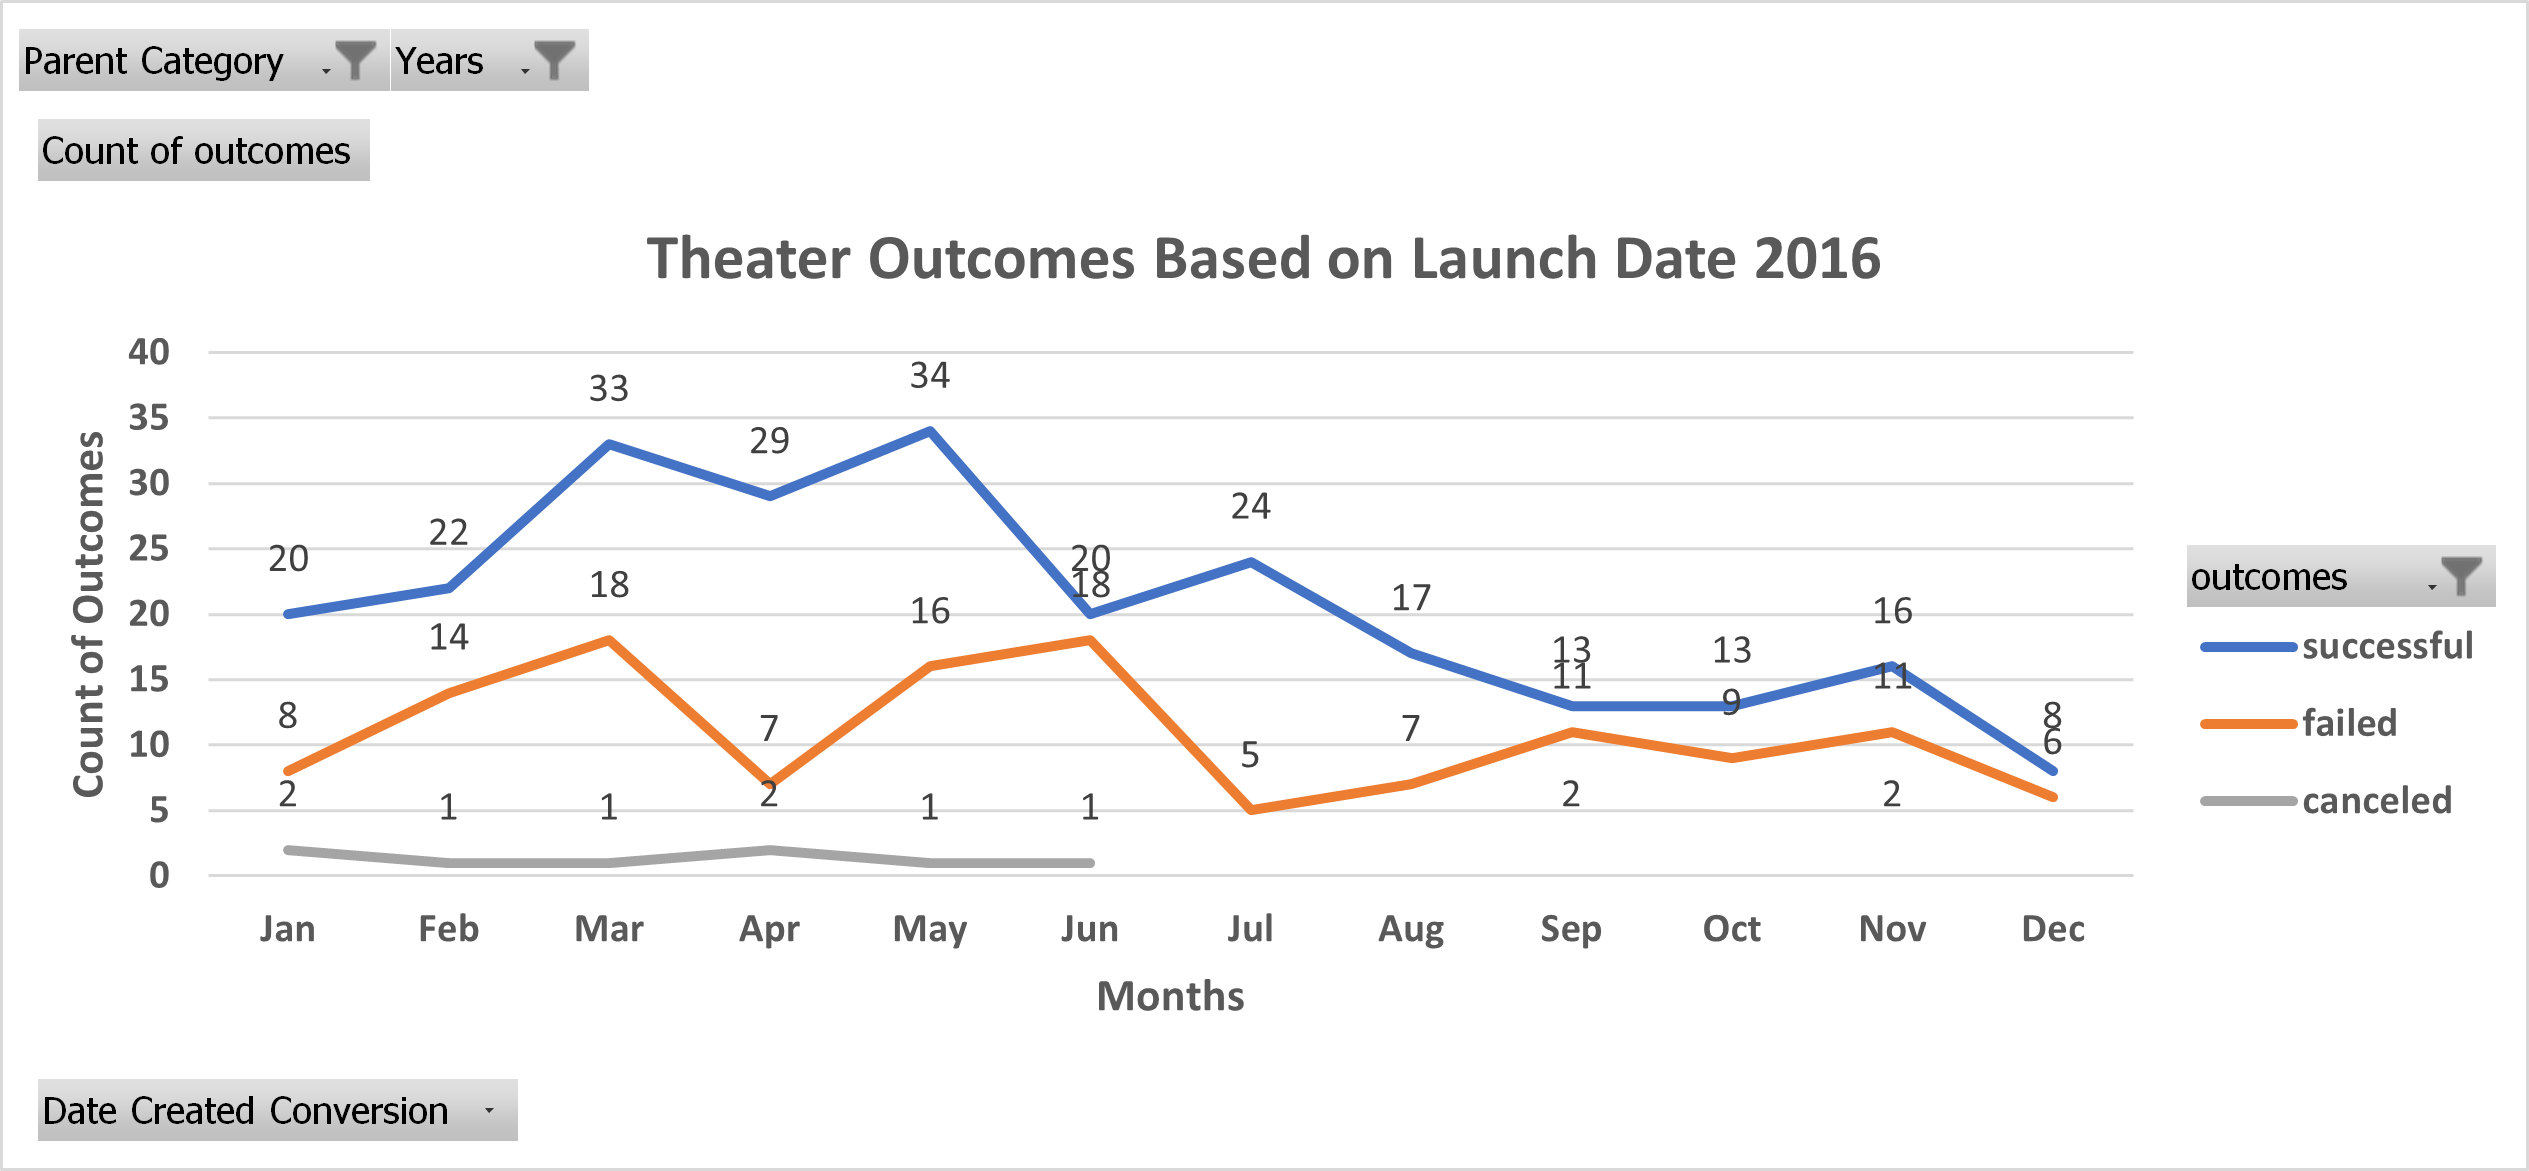 Parent Category Years
Count of outcomes
Theater Outcomes Based on Launch Date 2016
Count of Outcomes
40
35
30
25
20
15
10
5
0
20 22 33 29 34 20 24 17 13 13 16 8
8 14 18 7 16 18 5 7 11 9 11 6
2 1 1 2 1 1 2 2
Jan Feb Mar Apr May Jun Jul Aug Sep Oct Nov Dec
Months
outcomes
successful
failed
canceled
Date Created Conversion